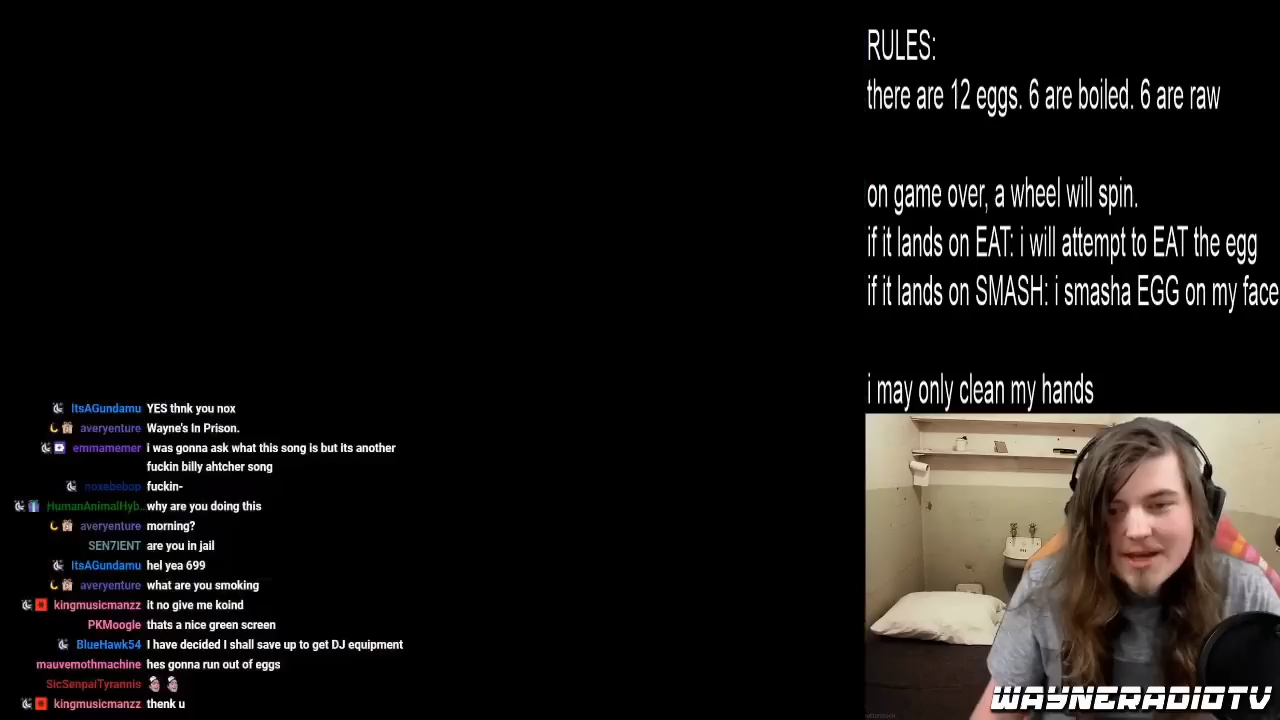 RULES:
there are 12 eggs. 6 are boiled. 6 are raw
on game over, a wheel will spin.
if it lands on EAT: i will attempt to EAT the egg
if it lands on SMASH: i smasha EGG on my face
i may only clean my hands
ItsAGundamu YES thnk you nox
averyenture Wayne's In Prison.
emmamemer i was gonna ask what this song is but its another
fuckin billy ahtcher song
noxebebop fuckin-
HumanAnimalHyb... why are you doing this
averyenture morning?
SEN7IENT are you in jail
ItsAGundamu hel yea 699
averyenture what are you smoking
kingmusicmanzz it no give me koind
PKMoogle thats a nice green screen
BlueHawk54 I have decided I shall save up to get DJ equipment
mauvemothmachine hes gonna run out of eggs
SicSenpaiTyrannis
kingmusicmanzz thenk u
WAYNERADIOTV